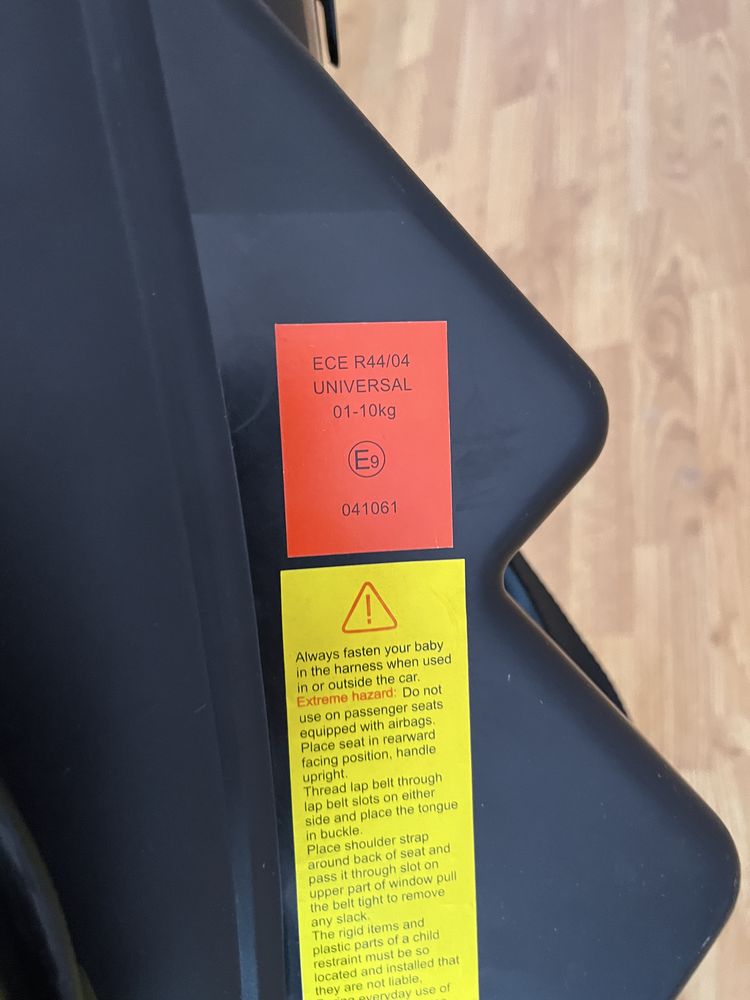 ECE R44/04
UNIVERSAL
01-10kg
E9
041061
Always fasten your baby
in the harness when used
in or outside the car.
Extreme hazard: Do not
use on passenger seats
equipped with airbags.
Place seat in rearward
facing position, handle
upright.
Thread lap belt through
lap belt slots on either
side and place the tongue
in buckle.
Place shoulder strap
around back of seat and
pass it through slot on
upper part of window pull
the belt tight to remove
any slack.
The rigid items and
plastic parts of a child
restraint must be so
located and installed that
they are not liable,
everyday use of